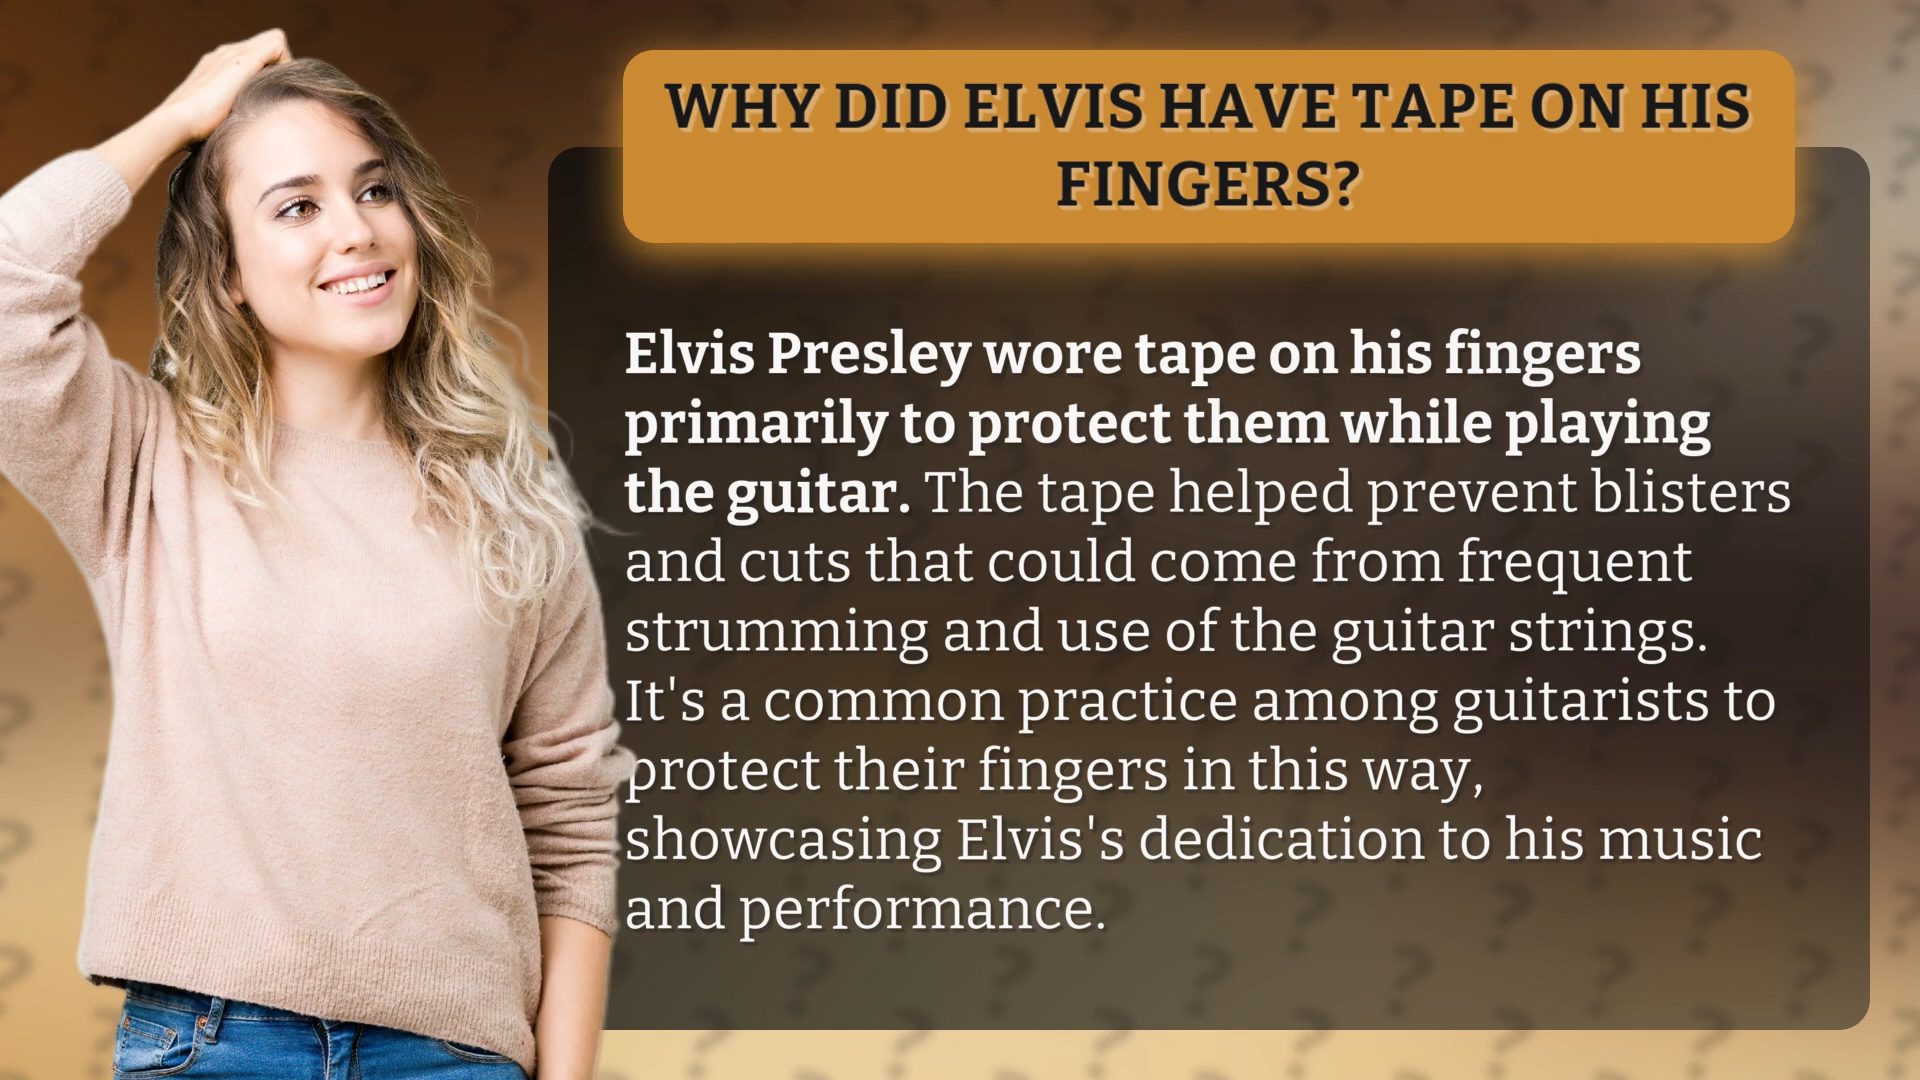 WHY DID ELVIS HAVE TAPE ON HIS
FINGERS?
Elvis Presley wore tape on his fingers
primarily to protect them while playing
the guitar. The tape helped prevent blisters
and cuts that could come from frequent
strumming and use of the guitar strings.
It's a common practice among guitarists to
protect their fingers in this way,
showcasing Elvis's dedication to his music
and performance.